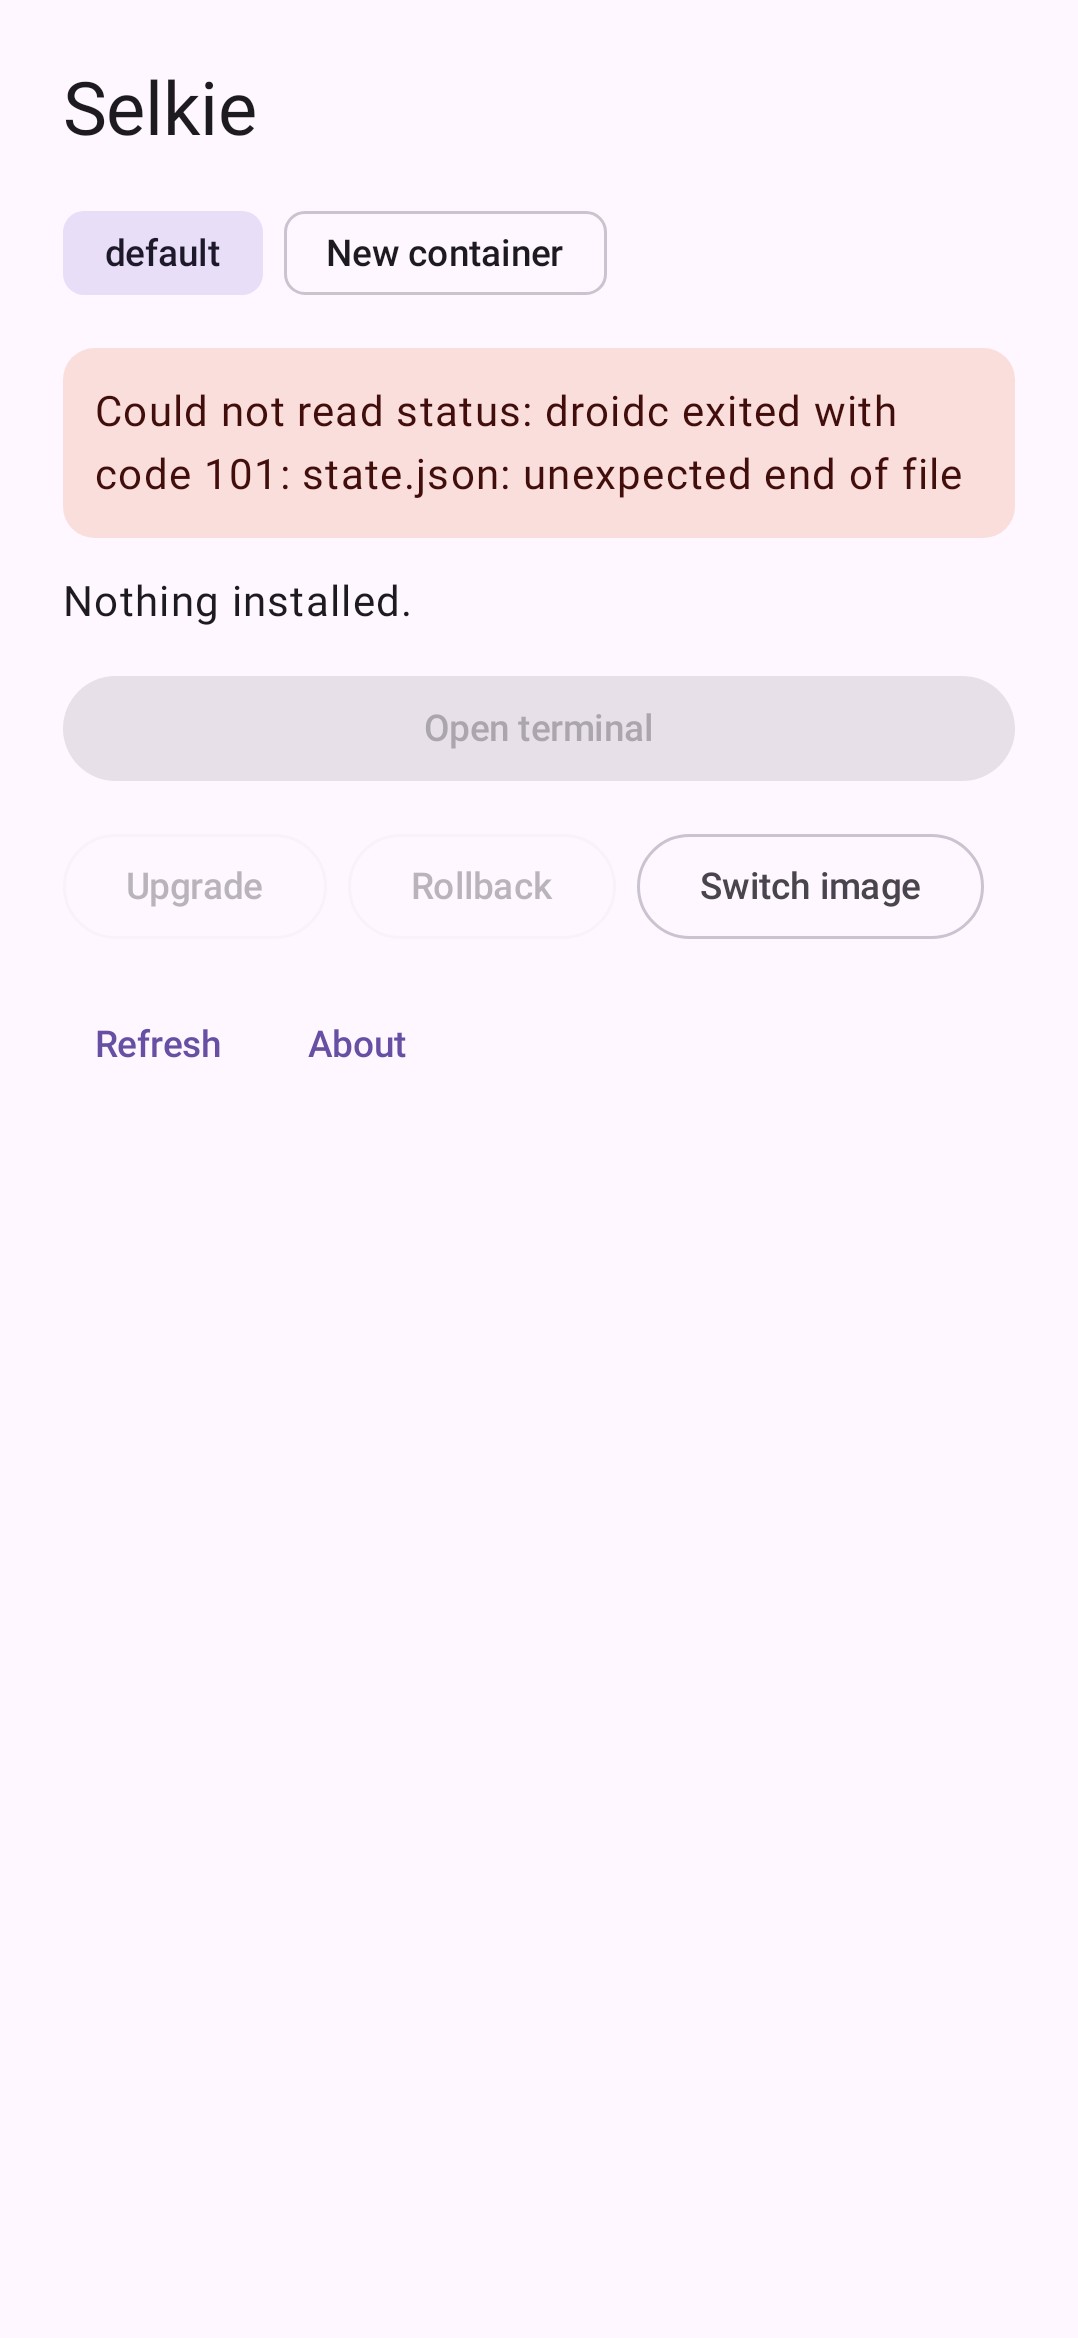 Selkie
default
New container
Could not read status: droidc exited with
code 101: state.json: unexpected end of file
Nothing installed.
Open terminal
Upgrade
Rollback
Switch image
Refresh
About